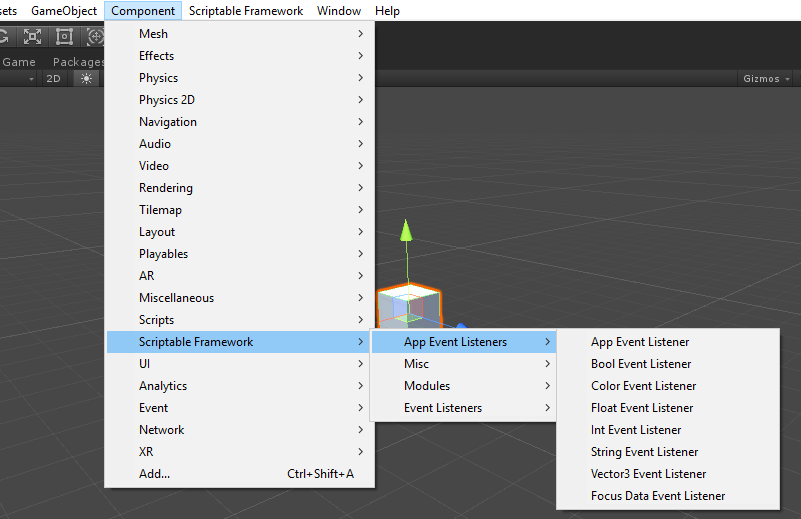 sets GameObject Component Scriptable Framework Window Help
Game Packages
2D Gizmos
Mesh
Effects
Physics
Physics 2D
Navigation
Audio
Video
Rendering
Tilemap
Layout
Playables
AR
Miscellaneous
Scripts
Scriptable Framework
UI
Analytics
Event
Network
XR
Add... Ctrl+Shift+A
App Event Listeners
Misc
Modules
Event Listeners
App Event Listener
Bool Event Listener
Color Event Listener
Float Event Listener
Int Event Listener
String Event Listener
Vector3 Event Listener
Focus Data Event Listener